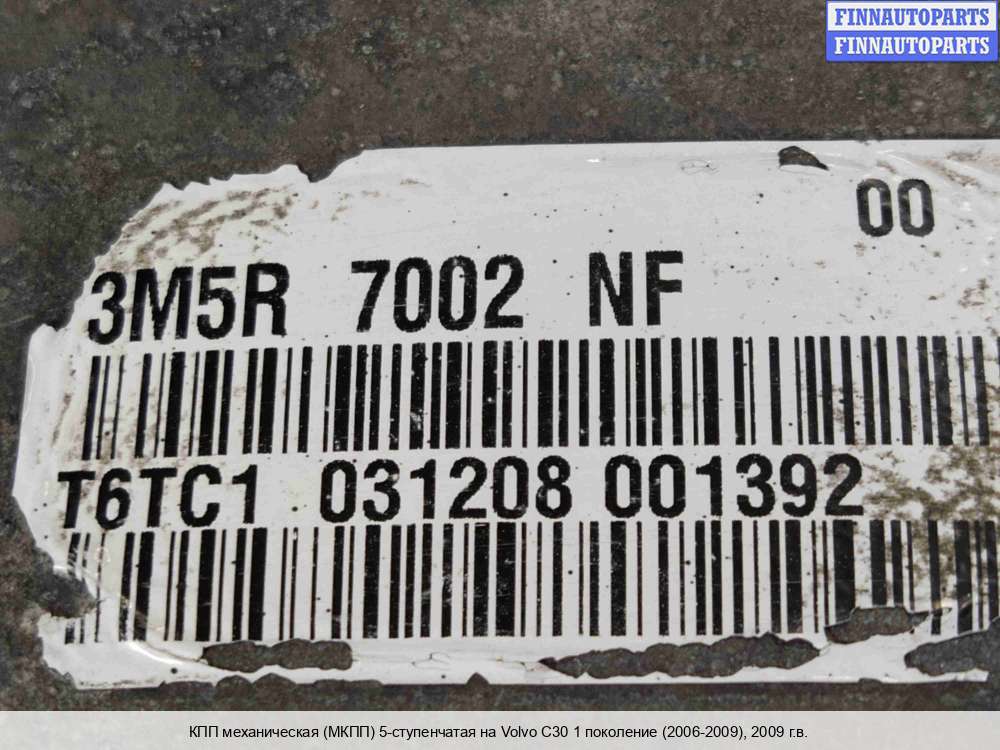 FINNAUTOPARTS
FINNAUTOPARTS
00
3M5R 7002 NF
T6TC1 031208 001392
КПП механическая (МКПП) 5-ступенчатая на Volvo C30 1 поколение (2006-2009), 2009 г.в.